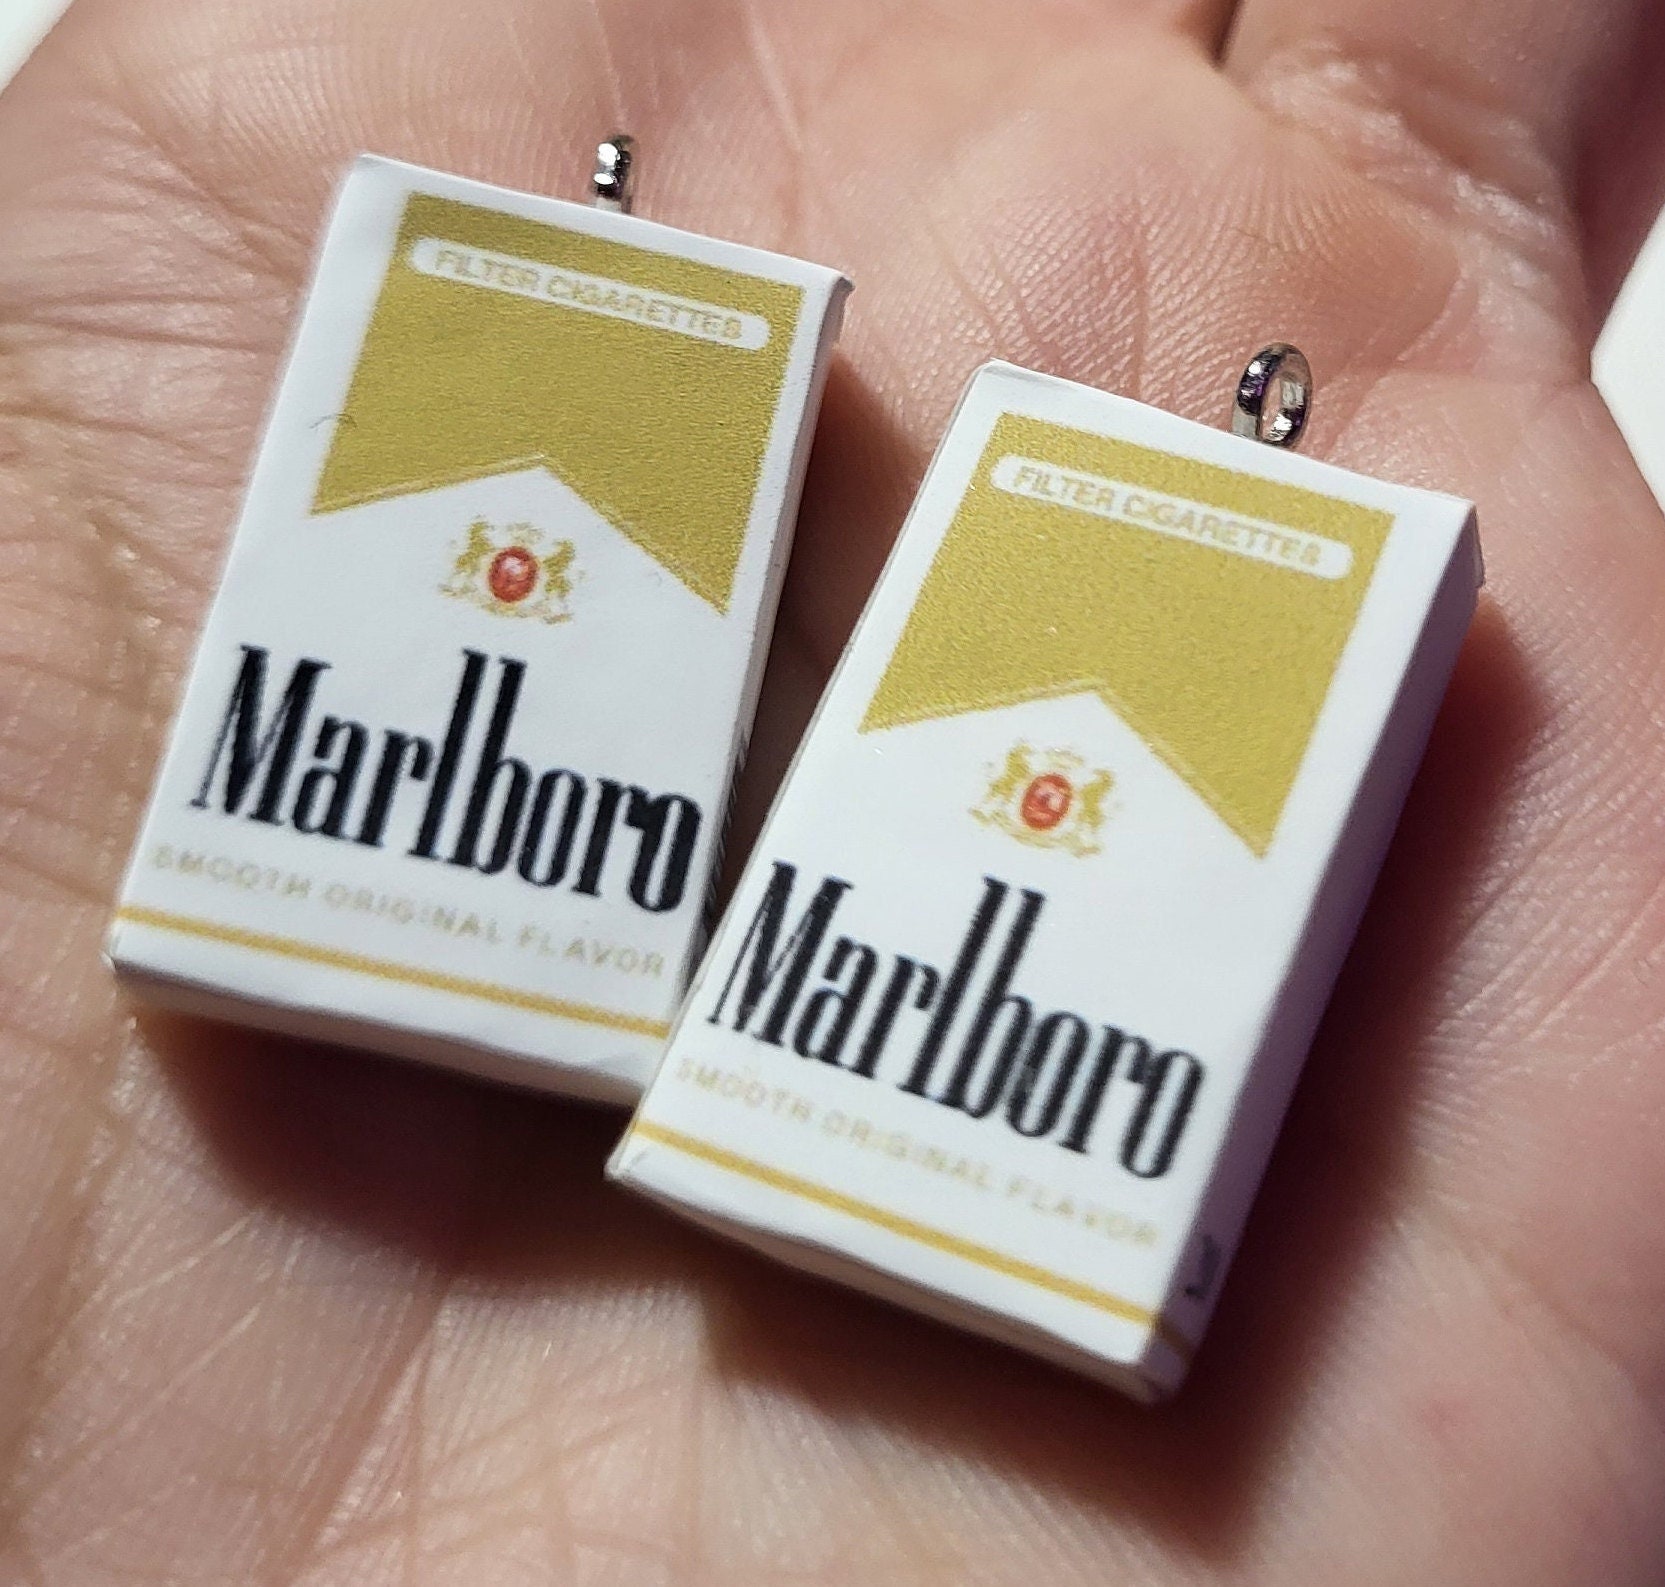 FILTER CIGARETTES
Marlboro
SMOOTH ORIGINAL FLAVOR
FILTER CIGARETTES
Marlboro
SMOOTH ORIGINAL FLAVOR